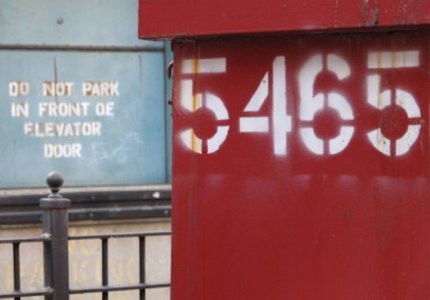 DO NOT PARK
IN FRONT OF
ELEVATOR
DOOR
5465